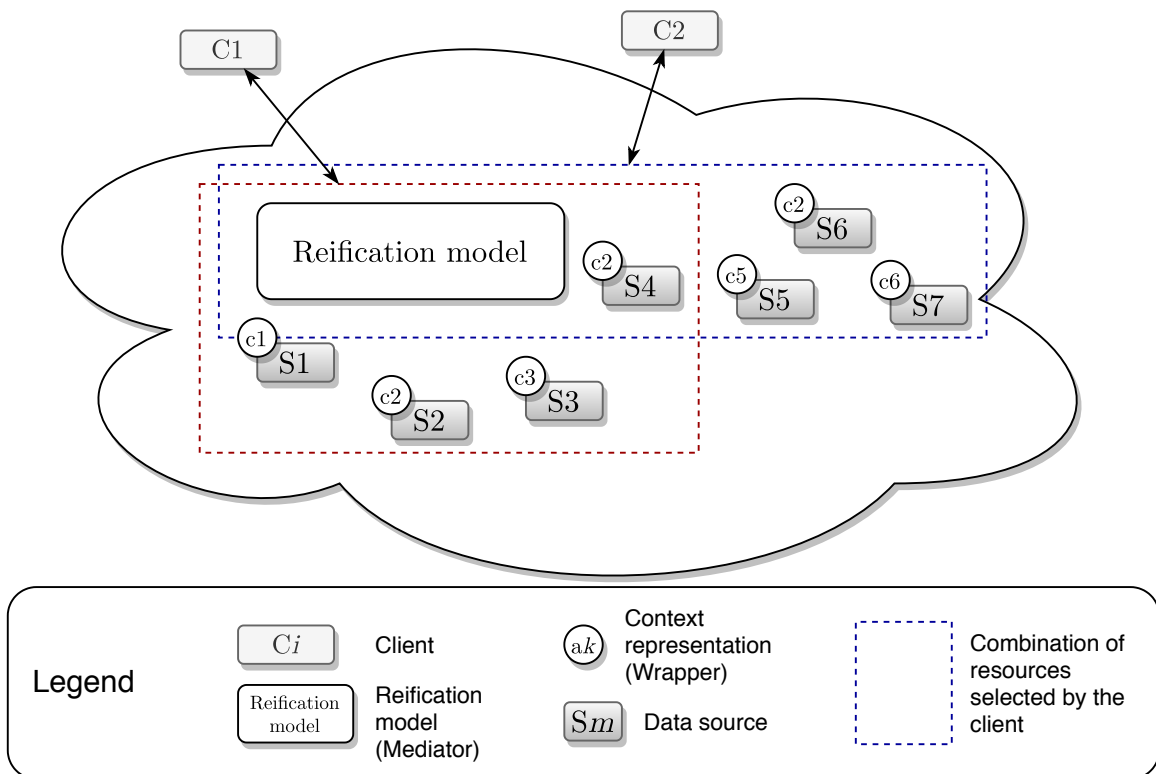 C1
C2
Reification model
c2
S6
c2
S4
c5
S5
c6
S7
c1
S1
c2
S2
c3
S3
Legend
Ci
Client
Reification
model
Reification
model
(Mediator)
ak
Context
representation
(Wrapper)
Sm
Data source
Combination of
resources
selected by the
client